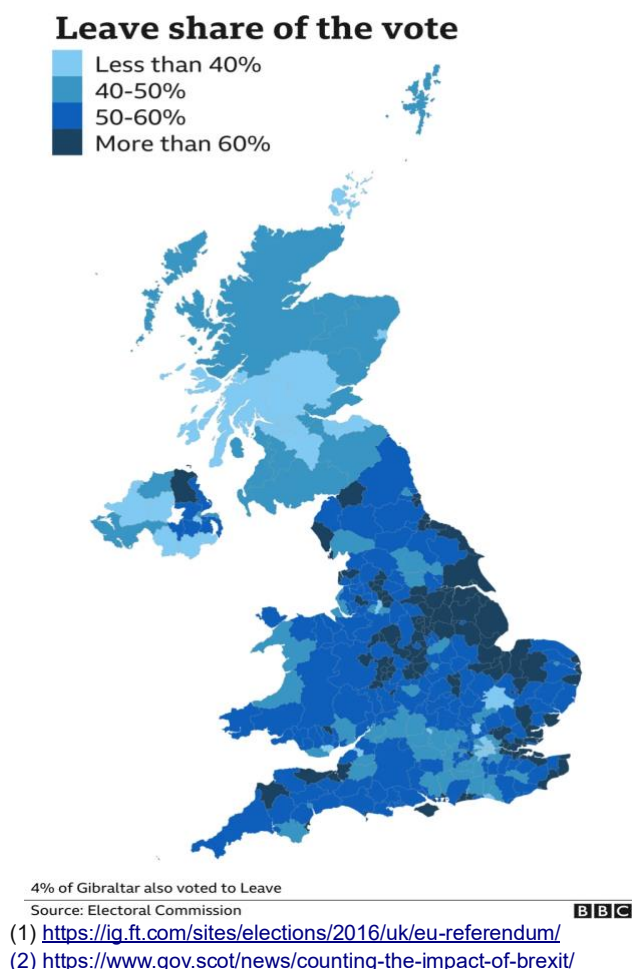 Leave share of the vote
Less than 40%
40-50%
50-60%
More than 60%
4% of Gibraltar also voted to Leave
Source: Electoral Commission
BBC
(1) https://ig.ft.com/sites/elections/2016/uk/eu-referendum/
(2) https://www.gov.scot/news/counting-the-impact-of-brexit/